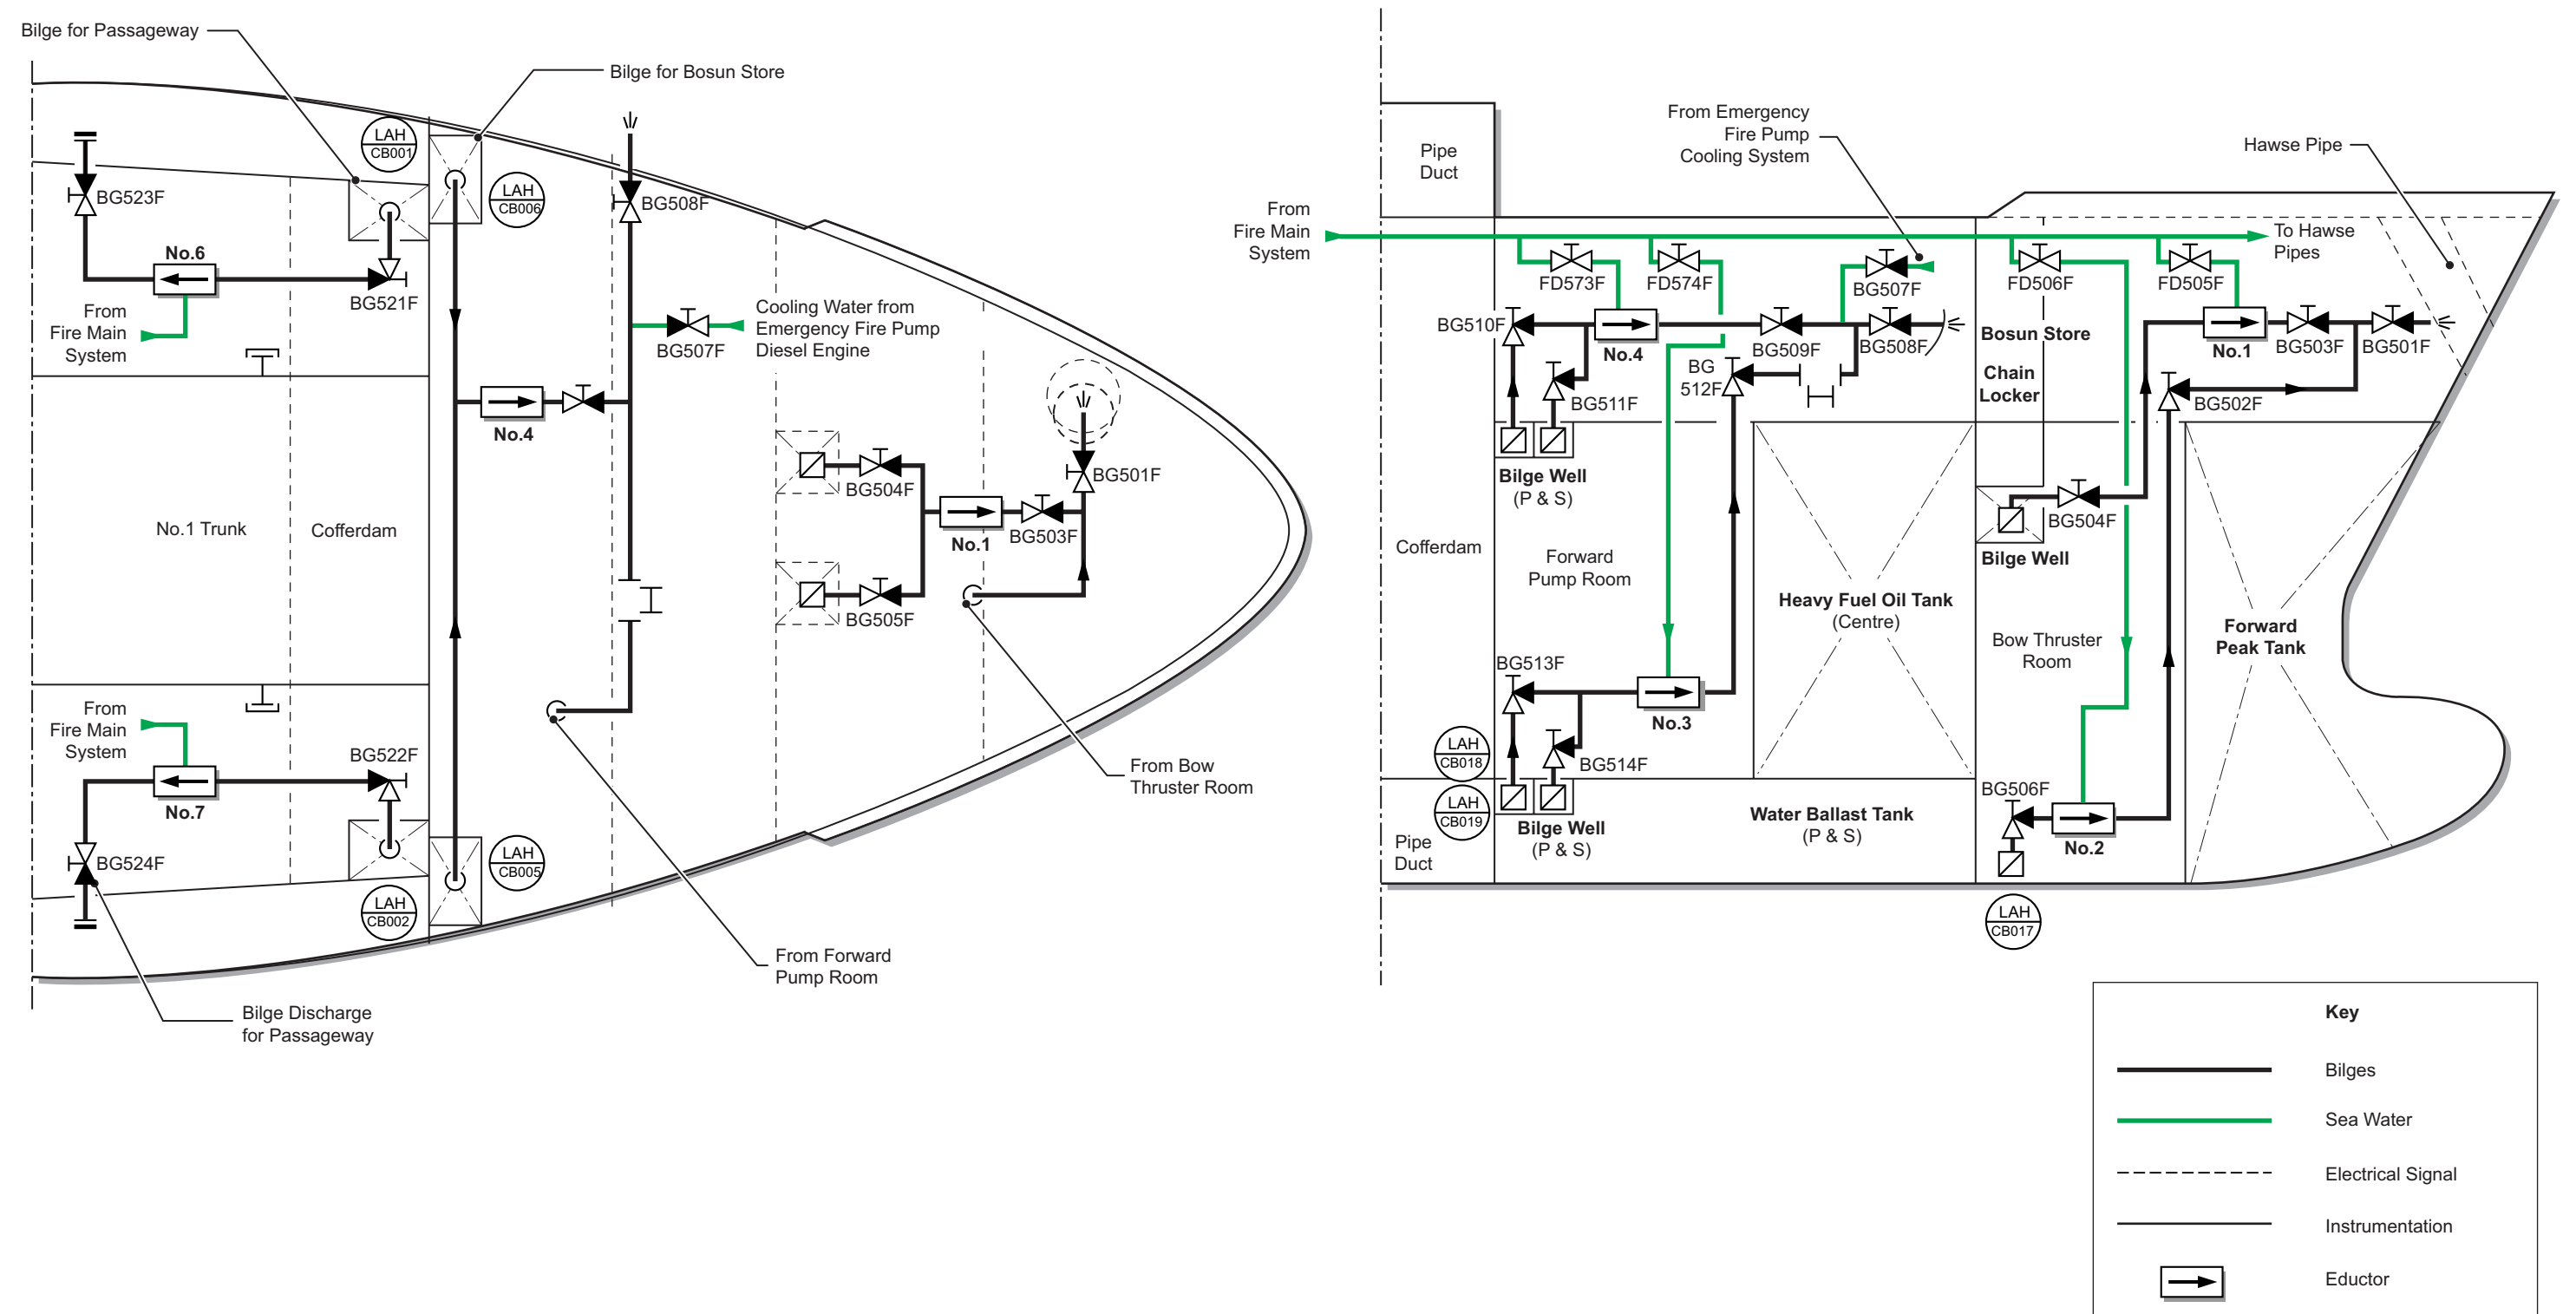 Bilge for Passageway
Bilge for Bosun Store
LAH
CB001
LAH
CB006
BG523F
BG508F
No.6
BG521F
From
Fire Main
System
Cooling Water from
Emergency Fire Pump
Diesel Engine
BG507F
No.4
BG504F
BG501F
No.1 Trunk
Cofferdam
No.1
BG503F
BG505F
From
Fire Main
System
BG522F
No.7
BG524F
LAH
CB005
LAH
CB002
From Bow
Thruster Room
From Forward
Pump Room
Bilge Discharge
for Passageway
Pipe
Duct
From Emergency
Fire Pump
Cooling System
Hawse Pipe
From
Fire Main
System
To Hawse
Pipes
FD573F
FD574F
BG507F
FD506F
FD505F
BG510F
No.4
BG509F
BG508F
Bosun Store
No.1
BG503F
BG501F
BG511F
BG
512F
Chain
Locker
BG502F
Bilge Well
(P & S)
BG504F
Bilge Well
Cofferdam
Forward
Pump Room
Heavy Fuel Oil Tank
(Centre)
Bow Thruster
Room
Forward
Peak Tank
BG513F
No.3
BG514F
LAH
CB018
LAH
CB019
BG506F
Pipe
Duct
Bilge Well
(P & S)
Water Ballast Tank
(P & S)
No.2
LAH
CB017
Key
Bilges
Sea Water
Electrical Signal
Instrumentation
Eductor